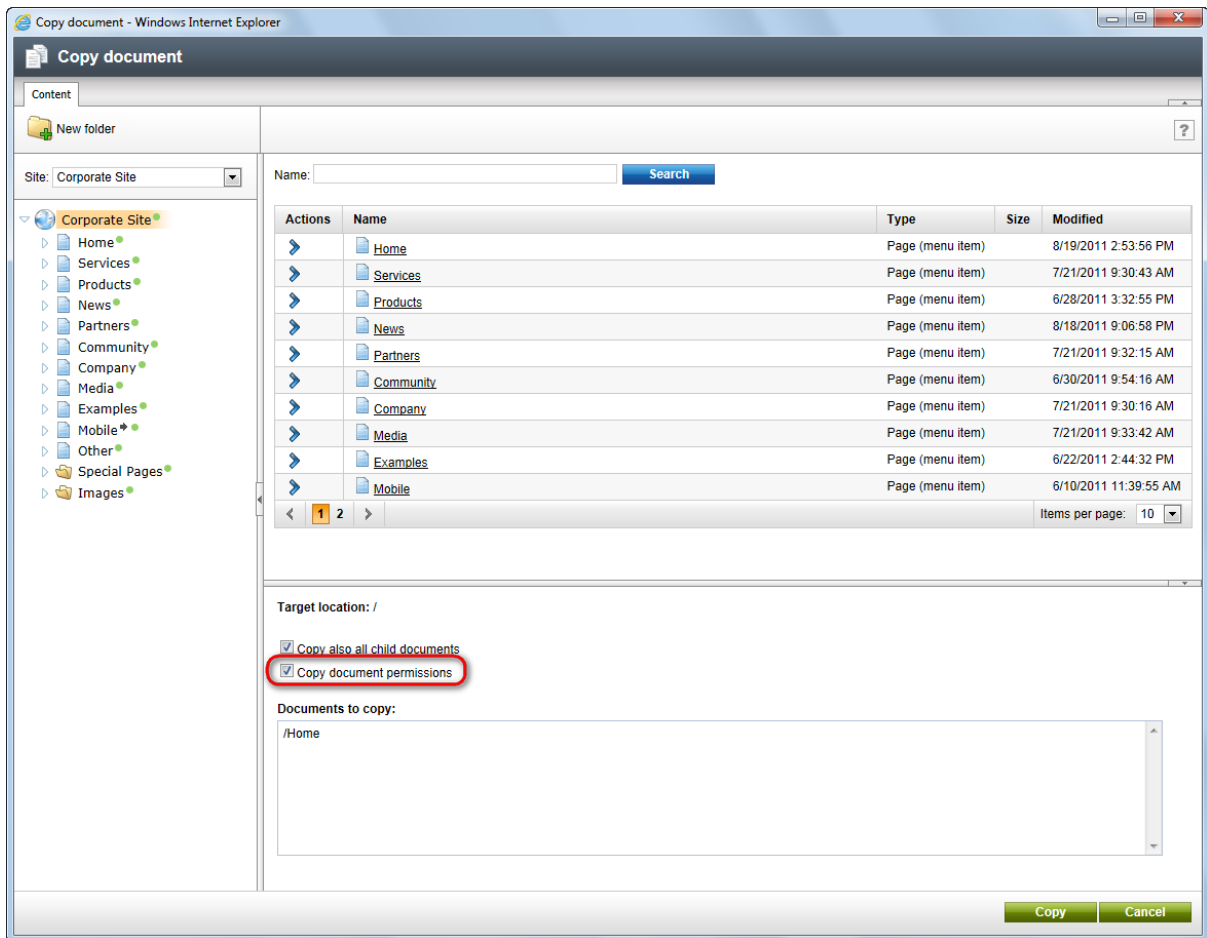 Copy document - Windows Internet Explorer
Copy document
Content
New folder
?
Site: Corporate Site
Name: Search
Corporate Site
Home
Services
Products
News
Partners
Community
Company
Media
Examples
Mobile
Other
Special Pages
Images
Actions Name Type Size Modified
Home Page (menu item) 8/19/2011 2:53:56 PM
Services Page (menu item) 7/21/2011 9:30:43 AM
Products Page (menu item) 6/28/2011 3:32:55 PM
News Page (menu item) 8/18/2011 9:06:58 PM
Partners Page (menu item) 7/21/2011 9:32:15 AM
Community Page (menu item) 6/30/2011 9:54:16 AM
Company Page (menu item) 7/21/2011 9:30:16 AM
Media Page (menu item) 7/21/2011 9:33:42 AM
Examples Page (menu item) 6/22/2011 2:44:32 PM
Mobile Page (menu item) 6/10/2011 11:39:55 AM
1 2 Items per page: 10
Target location: /
Copy also all child documents
Copy document permissions
Documents to copy:
/Home
Copy Cancel